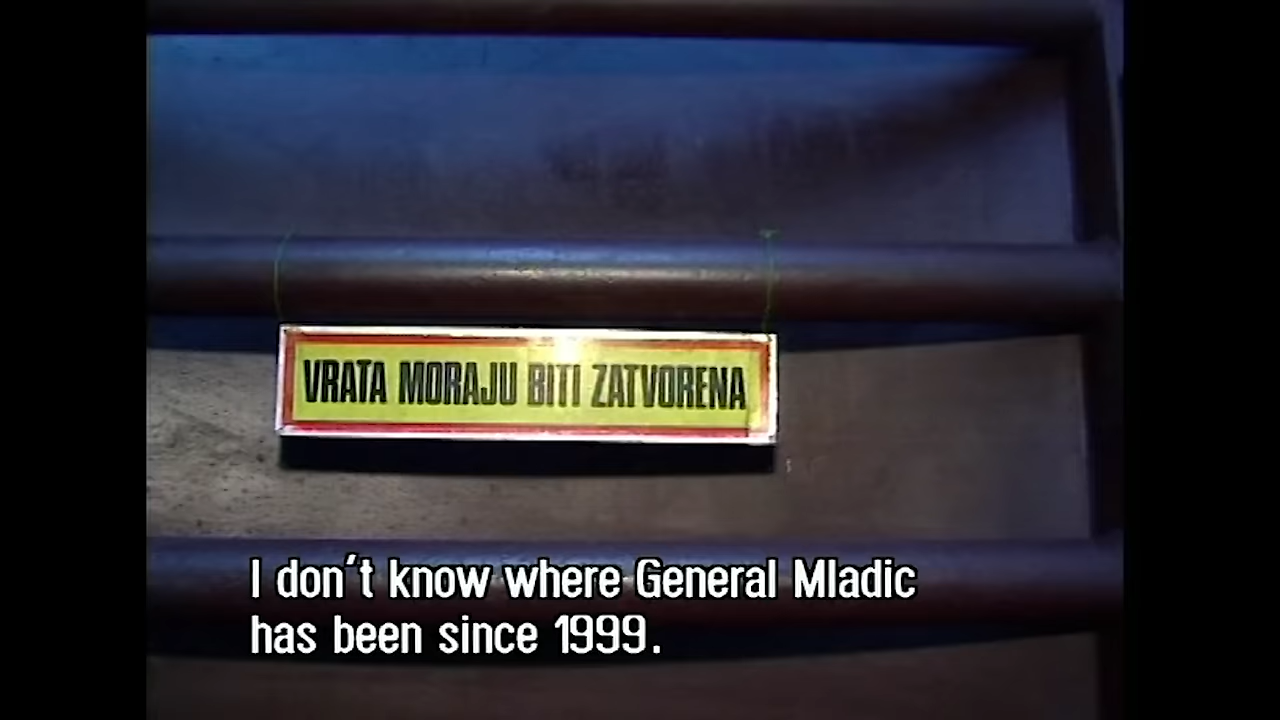 VRATA MORAJU BITI ZATVORENA
I don't know where General Mladic
has been since 1999.